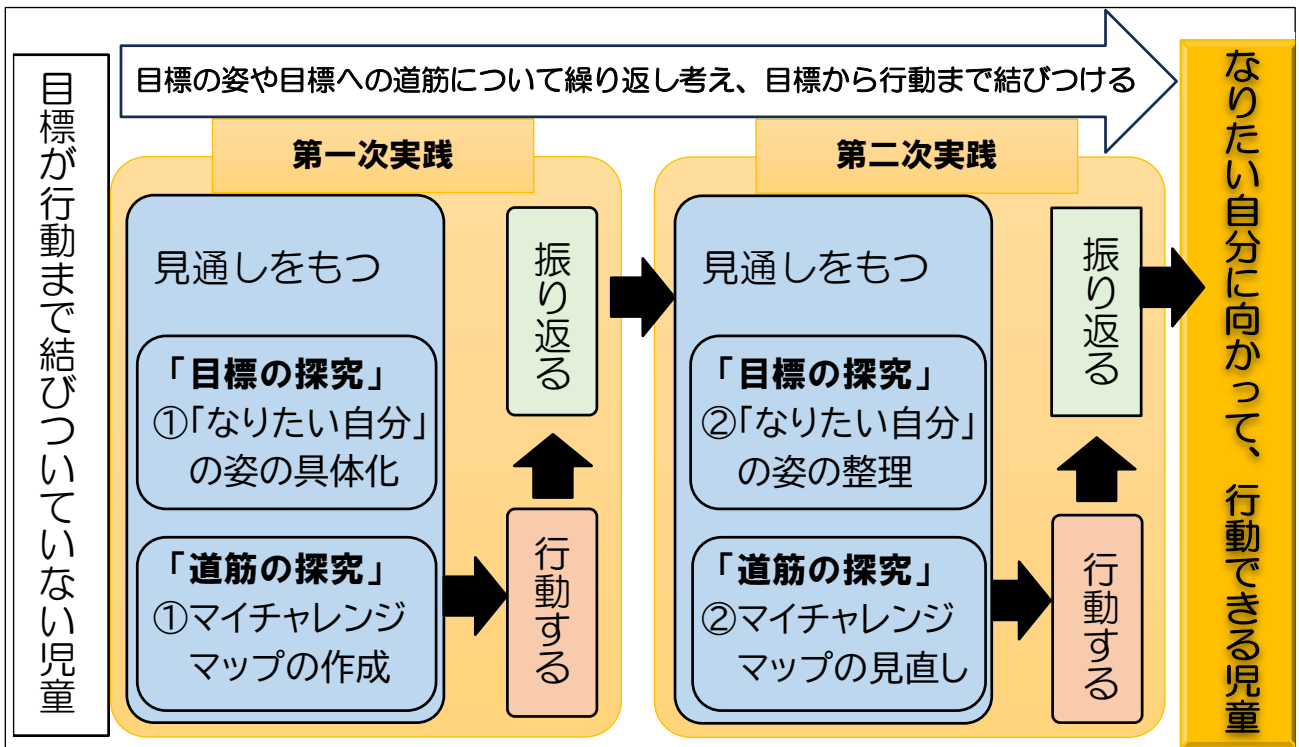 目標が行動まで結びついていない児童
目標の姿や目標への道筋について繰り返し考え、目標から行動まで結びつける
第一次実践
見通しをもつ
「目標の探究」
①「なりたい自分」
の姿の具体化
「道筋の探究」
①マイチャレンジ
マップの作成
行動する
振り返る
第二次実践
見通しをもつ
「目標の探究」
②「なりたい自分」
の姿の整理
「道筋の探究」
②マイチャレンジ
マップの見直し
行動する
振り返る
なりたい自分に向かって、行動できる児童